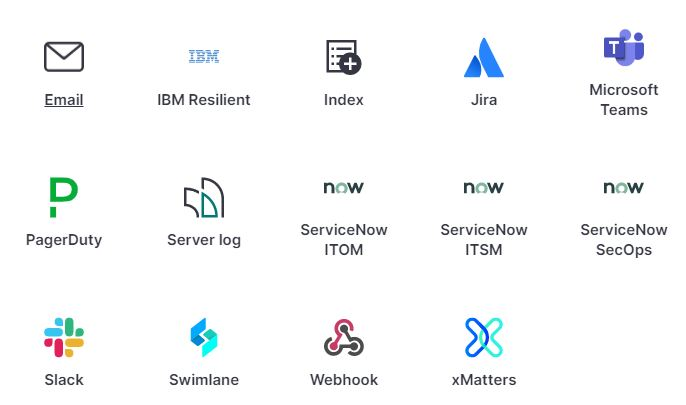 IBM
T
Email
IBM Resilient
Index
Jira
Microsoft
Teams
now
now
now
PagerDuty
Server log
ServiceNow
ITOM
ServiceNow
ITSM
ServiceNow
SecOps
Slack
Swimlane
Webhook
xMatters